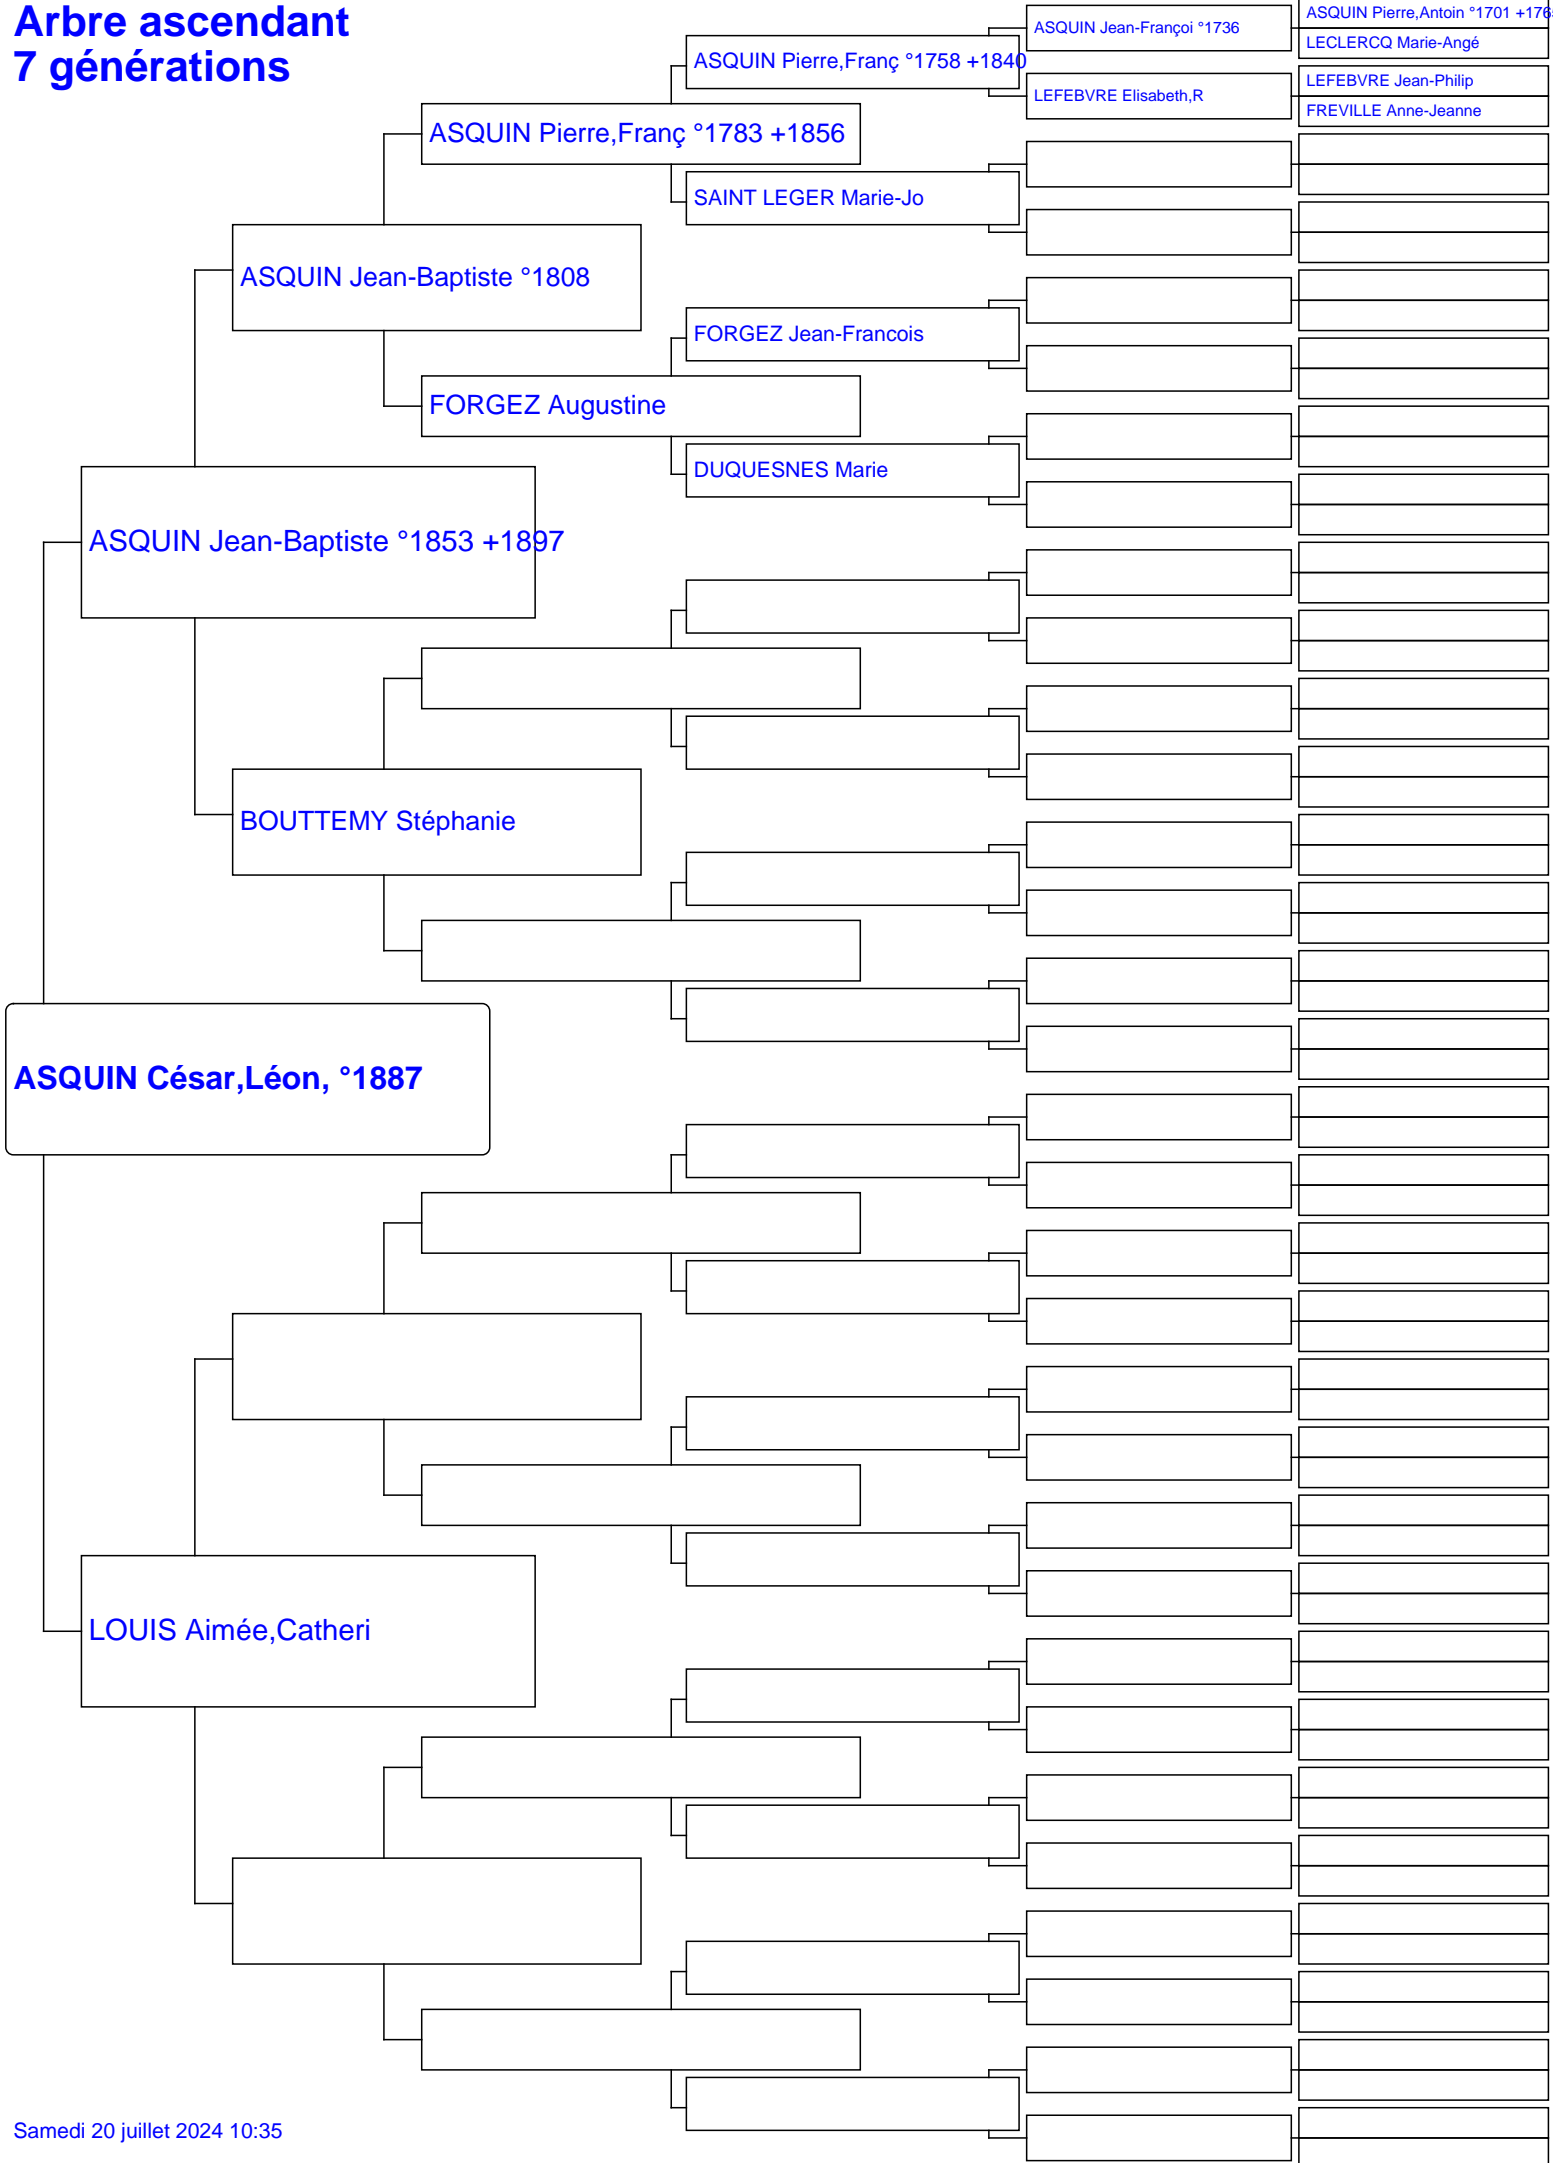 Arbre ascendant
7 générations
ASQUIN Pierre,Antoin °1701 +176
ASQUIN Jean-Françoi °1736
LECLERCQ Marie-Angé
ASQUIN Pierre,Franç °1758 +1840
LEFEBVRE Jean-Philip
LEFEBVRE Elisabeth,R
FREVILLE Anne-Jeanne
ASQUIN Pierre,Franç °1783 +1856
SAINT LEGER Marie-Jo
ASQUIN Jean-Baptiste °1808
FORGEZ Jean-Francois
FORGEZ Augustine
DUQUESNES Marie
ASQUIN Jean-Baptiste °1853 +1897
BOUTTEMY Stéphanie
ASQUIN César,Léon, °1887
LOUIS Aimée,Catheri
Samedi 20 juillet 2024 10:35